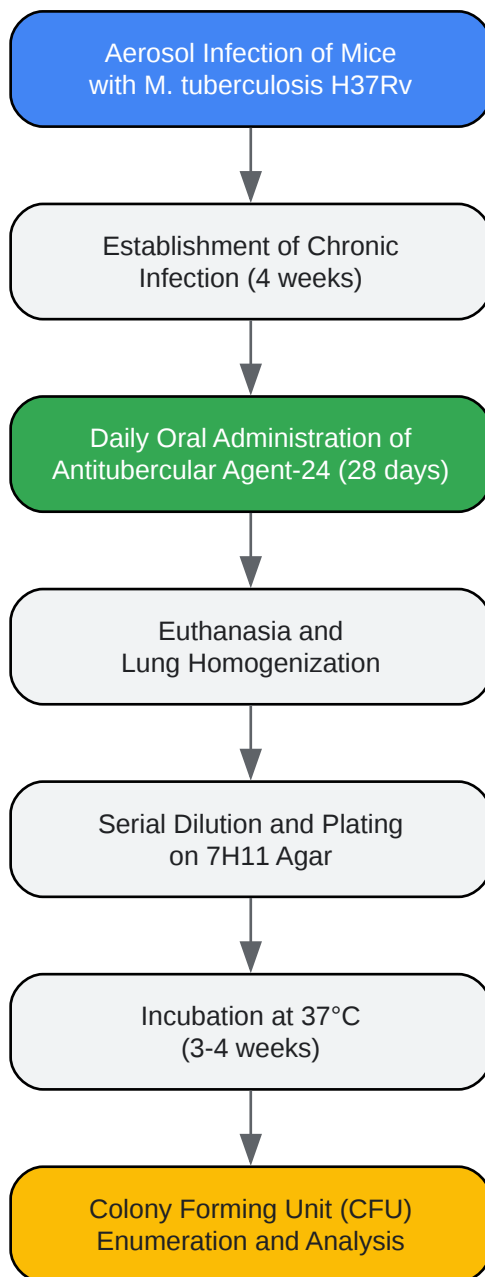 Aerosol Infection of Mice
with M. tuberculosis H37Rv
Establishment of Chronic
Infection (4 weeks)
Daily Oral Administration of
Antitubercular Agent-24 (28 days)
Euthanasia and
Lung Homogenization
Serial Dilution and Plating
on 7H11 Agar
Incubation at 37°C
(3-4 weeks)
Colony Forming Unit (CFU)
Enumeration and Analysis